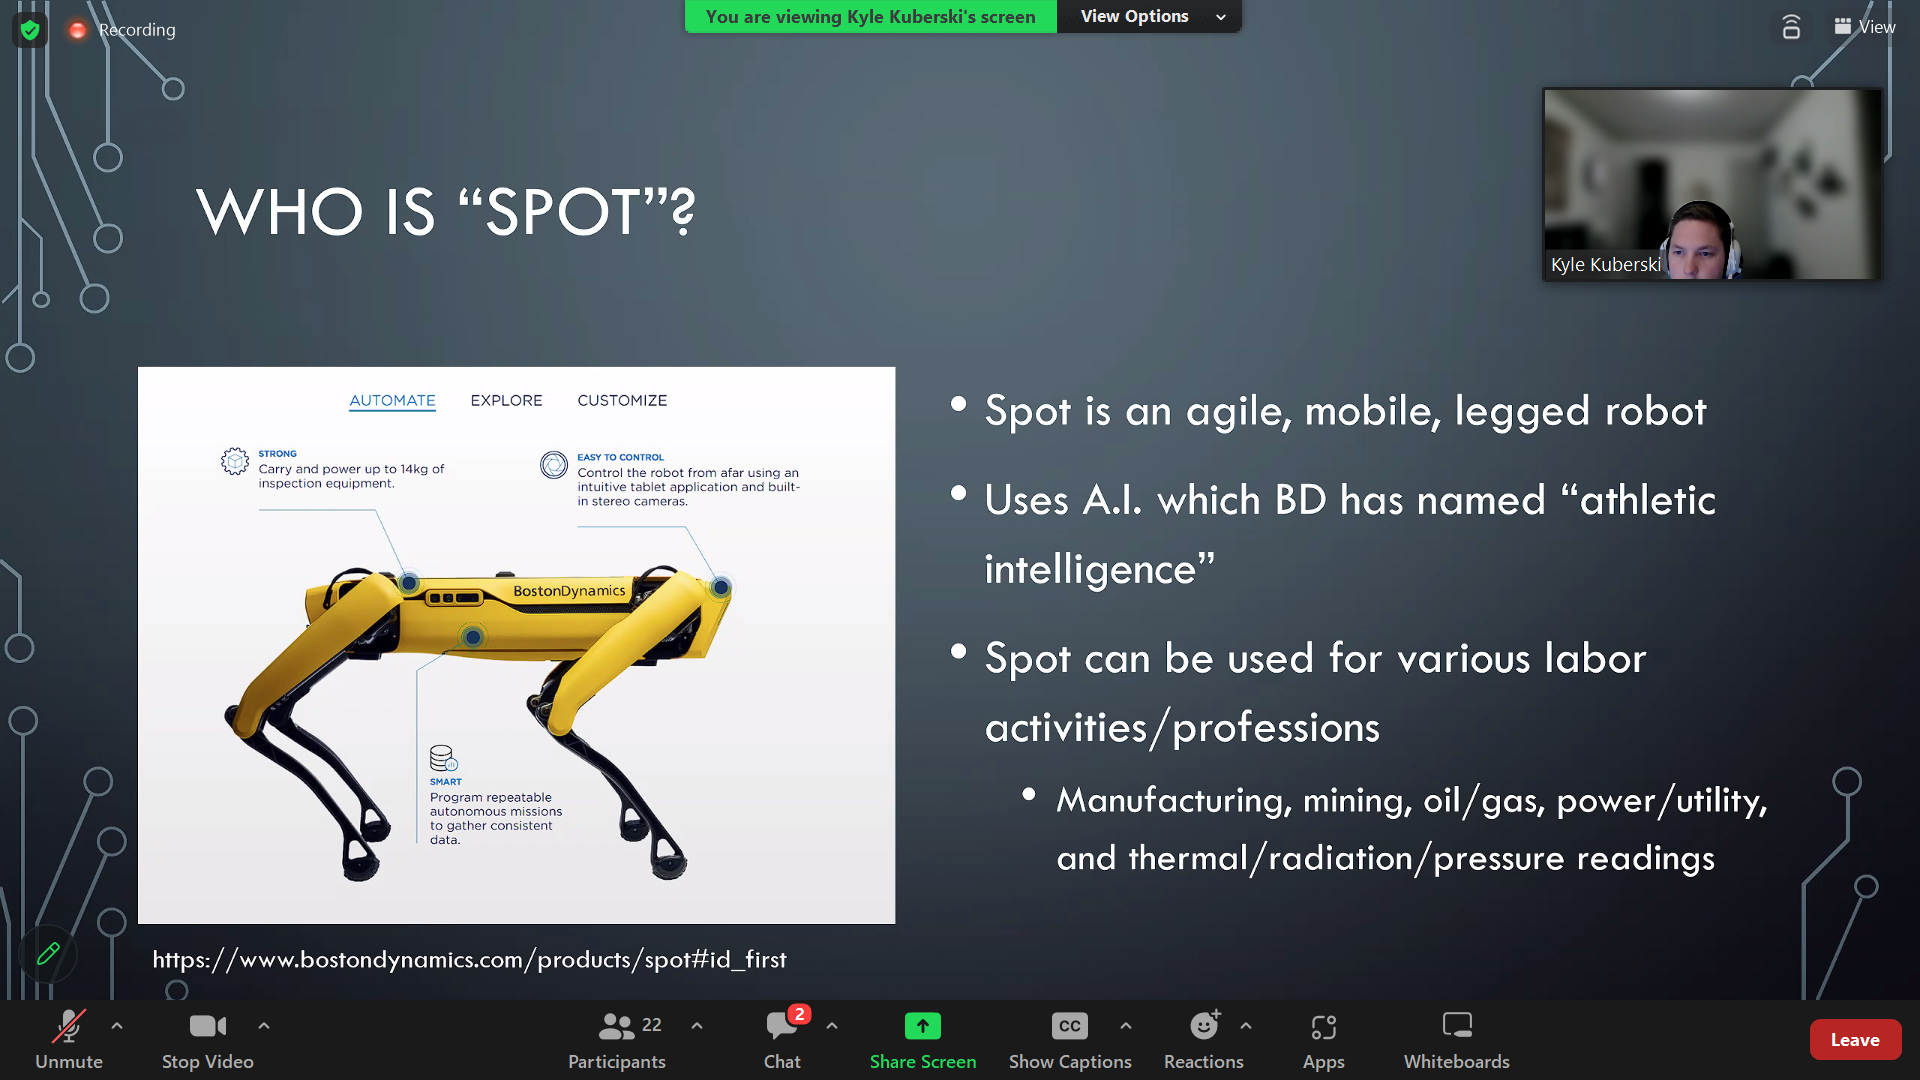 Recording
You are viewing Kyle Kuberski's screen
View Options
View
Kyle Kuberski
WHO IS “SPOT”?
AUTOMATE EXPLORE CUSTOMIZE
STRONG
Carry and power up to 14kg of
inspection equipment.
EASY TO CONTROL
Control the robot from afar using an
intuitive tablet application and built-
in stereo cameras.
BostonDynamics
SMART
Program repeatable
autonomous missions
to gather consistent
data.
https://www.bostondynamics.com/products/spot#id_first
• Spot is an agile, mobile, legged robot
• Uses A.I. which BD has named “athletic
intelligence”
• Spot can be used for various labor
activities/professions
• Manufacturing, mining, oil/gas, power/utility,
and thermal/radiation/pressure readings
Unmute
Stop Video
22
Participants
2
Chat
Share Screen
CC
Show Captions
Reactions
Apps
Whiteboards
Leave